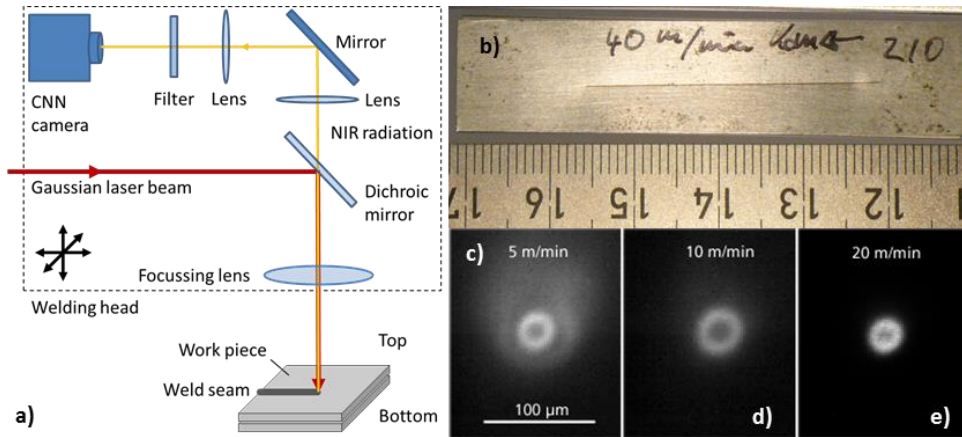 Mirror
Lens
Filter
Lens
CNN
camera
NIR radiation
Gaussian laser beam
Dichroic
mirror
Focussing lens
Welding head
Work piece
Top
Weld seam
Bottom
a)
b)
40 m/min 210
17 16 15 14 13 12
c)
5 m/min
100 µm
10 m/min
d)
20 m/min
e)